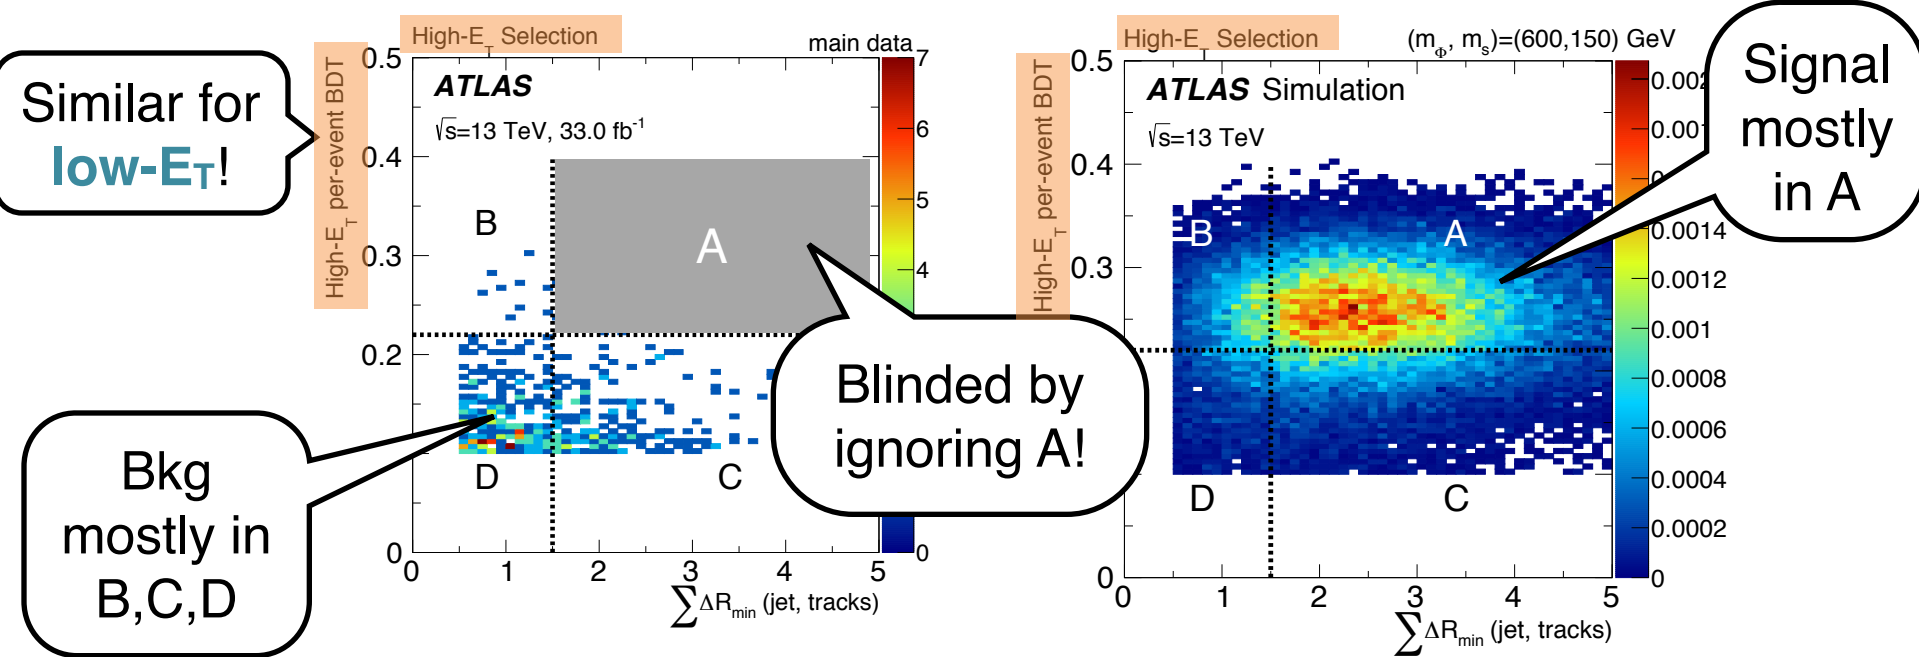 Similar for
low-ET!
High-ET Selection
main data
High-ET per-event BDT
ATLAS
√s=13 TeV, 33.0 fb-1
0.5
0.4
0.3
0.2
0
B
A
D
C
0
1
2
3
4
5
∑ΔRmin (jet, tracks)
7
6
5
4
0
Bkg
mostly in
B,C,D
Blinded by
ignoring A!
High-ET Selection
(mΦ, ms)=(600,150) GeV
High-ET per-event BDT
ATLAS Simulation
√s=13 TeV
0.5
0.4
0.3
0
B
A
D
C
0
1
2
3
4
5
∑ΔRmin (jet, tracks)
0.0014
0.0012
0.001
0.0008
0.0006
0.0004
0.0002
0
Signal
mostly
in A